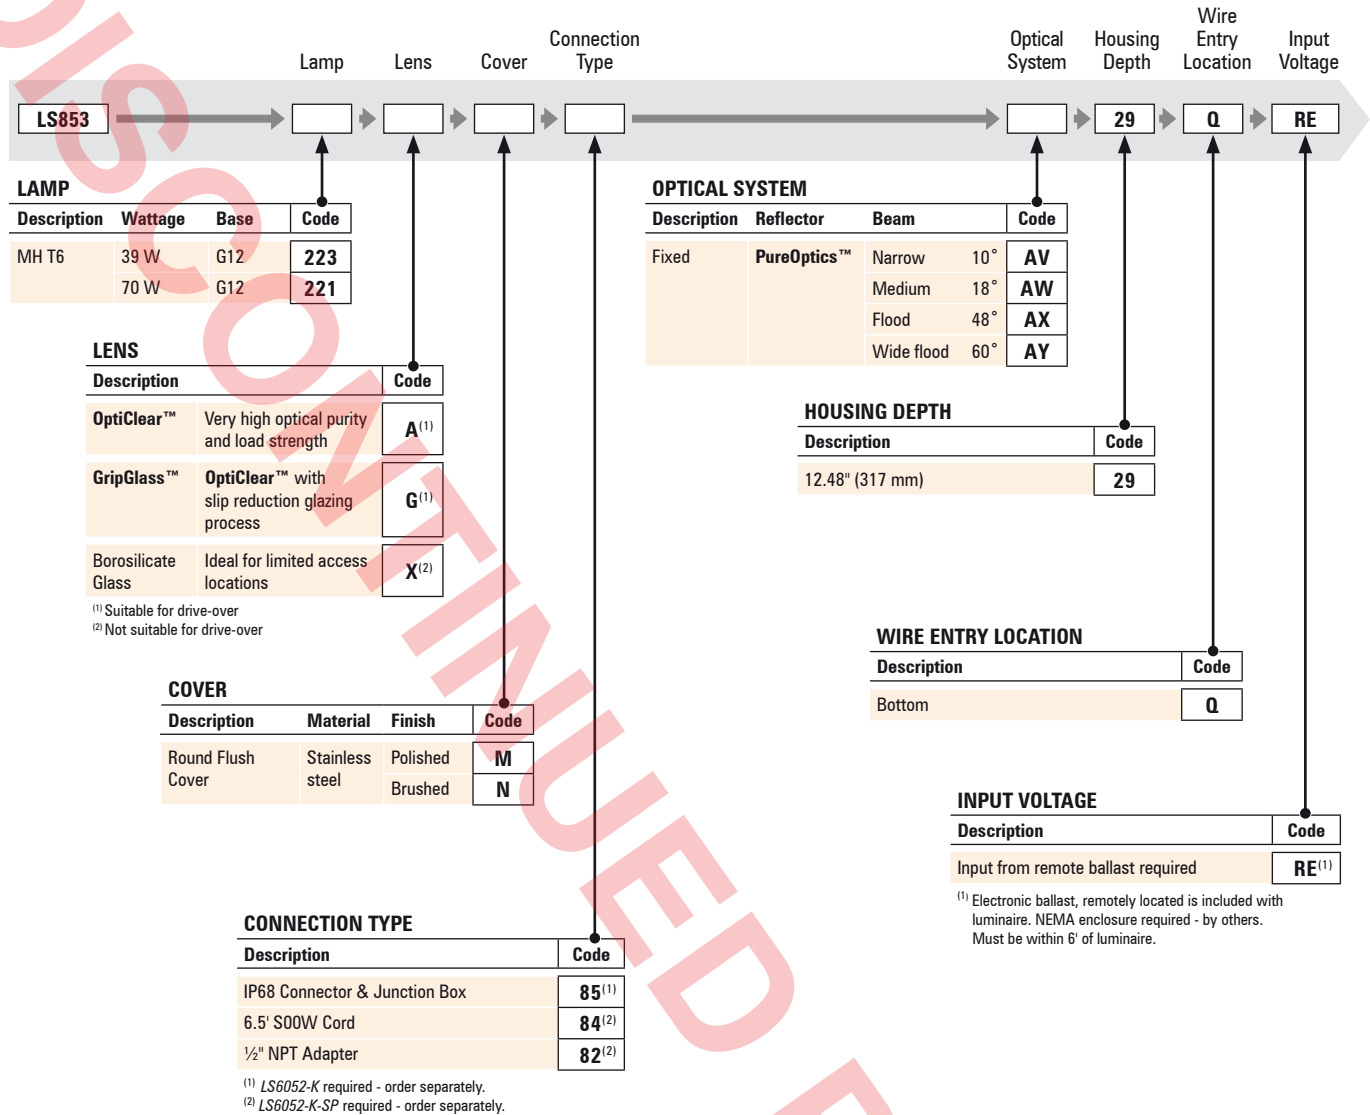 Lamp
Lens
Cover
Connection
Type
Optical
System
Housing
Depth
Wire
Entry
Location
Input
Voltage
LS853
29
Q
RE
LAMP
Description Wattage Base Code
MH T6 39 W G12 223
70 W G12 221
OPTICAL SYSTEM
Description Reflector Beam Code
Fixed PureOptics™ Narrow 10° AV
Medium 18° AW
Flood 48° AX
Wide flood 60° AY
LENS
Description Code
OptiClear™ Very high optical purity
and load strength A(1)
GripGlass™ OptiClear™ with
slip reduction glazing
process G(1)
Borosilicate
Glass
Ideal for limited access
locations
X(2)
(1) Suitable for drive-over
(2) Not suitable for drive-over
HOUSING DEPTH
Description Code
12.48" (317 mm) 29
WIRE ENTRY LOCATION
Description Code
Bottom Q
COVER
Description Material Finish Code
Round Flush
Cover
Stainless
steel
Polished M
Brushed N
INPUT VOLTAGE
Description Code
Input from remote ballast required RE(1)
(1) Electronic ballast, remotely located is included with
luminaire. NEMA enclosure required - by others.
Must be within 6' of luminaire.
CONNECTION TYPE
Description Code
IP68 Connector & Junction Box 85(1)
6.5' S00W Cord 84(2)
½" NPT Adapter 82(2)
(1) LS6052-K required - order separately.
(2) LS6052-K-SP required - order separately.
DISCONTINUED